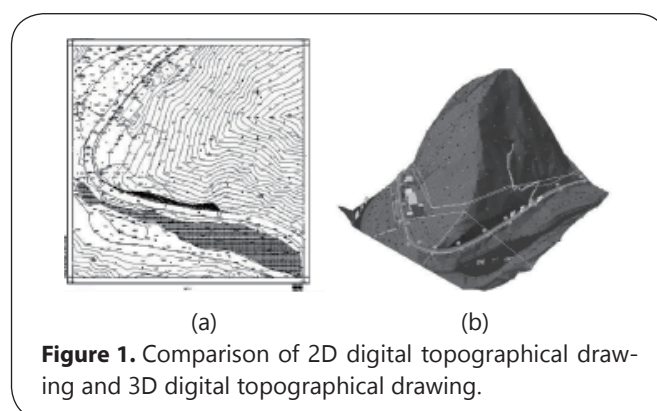 (a)
(b)
Figure 1. Comparison of 2D digital topographical draw-
ing and 3D digital topographical drawing.